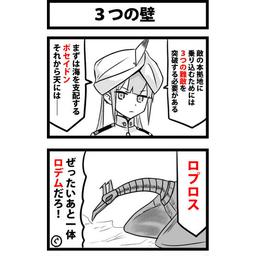 ３つの壁
敵の本拠地に
乗り込むためには
３つの難敵を
突破する必要がある
まずは海を支配する
ポセイドン
それから天には――
ロプロス
ぜったいあと一体
ロデムだろ！